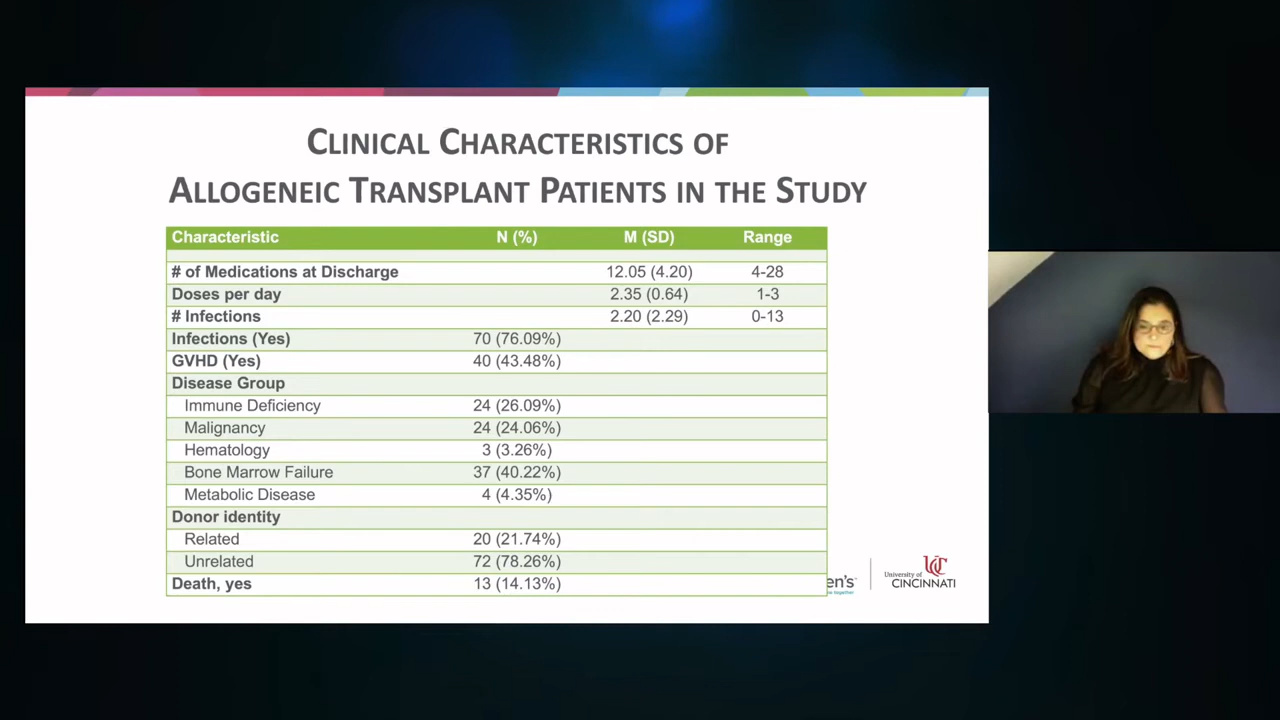 CLINICAL CHARACTERISTICS OF
ALLOGENEIC TRANSPLANT PATIENTS IN THE STUDY
Characteristic N (%) M (SD) Range
# of Medications at Discharge 12.05 (4.20) 4-28
Doses per day 2.35 (0.64) 1-3
# Infections 2.20 (2.29) 0-13
Infections (Yes) 70 (76.09%)
GVHD (Yes) 40 (43.48%)
Disease Group
Immune Deficiency 24 (26.09%)
Malignancy 24 (24.06%)
Hematology 3 (3.26%)
Bone Marrow Failure 37 (40.22%)
Metabolic Disease 4 (4.35%)
Donor identity
Related 20 (21.74%)
Unrelated 72 (78.26%)
Death, yes 13 (14.13%)
en's
together
UC
University of
CINCINNATI